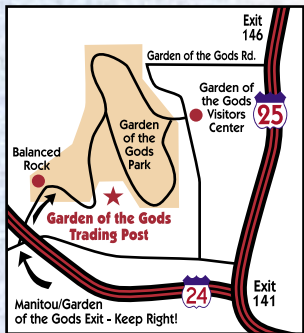 Exit
146
Garden of the Gods Rd.
Garden of
the Gods
Visitors
Center
25
Garden
of the
Gods
Park
Balanced
Rock
Garden of the Gods
Trading Post
24
Exit
141
Manitou/Garden
of the Gods Exit - Keep Right!